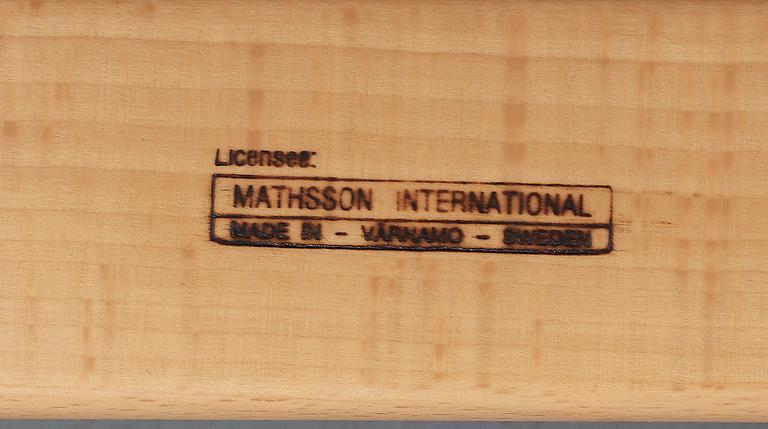 Licensee:
MATHSSON INTERNATIONAL
MADE IN - VÄRNAMO - SWEDEN